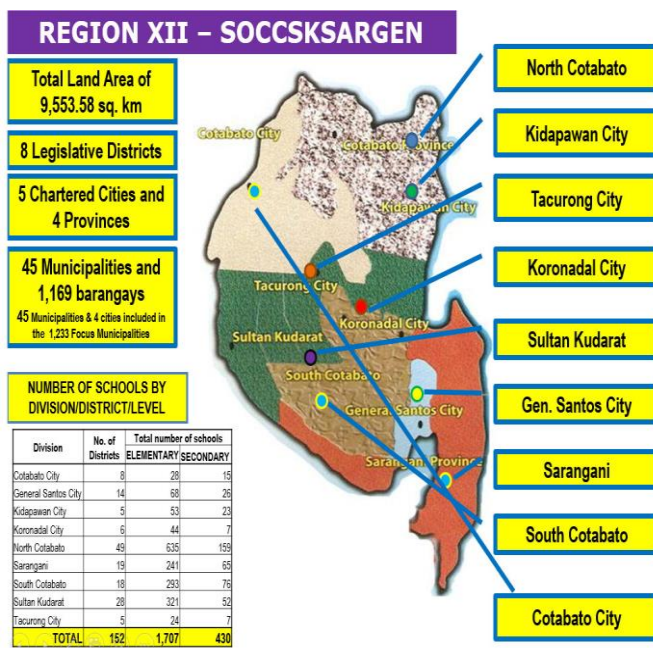 REGION XII – SOCCSKSARGEN
Total Land Area of
9,553.58 sq. km
8 Legislative Districts
5 Chartered Cities and
4 Provinces
45 Municipalities and
1,169 barangays
45 Municipalities & 4 cities included in
the 1,233 Focus Municipalities
NUMBER OF SCHOOLS BY
DIVISION/DISTRICT/LEVEL
Division No. of Districts Total number of schools
ELEMENTARY SECONDARY
Cotabato City 8 28 15
General Santos City 14 68 26
Kidapawan City 5 53 23
Koronadal City 6 44 7
North Cotabato 49 635 159
Sarangani 19 241 65
South Cotabato 18 293 76
Sultan Kudarat 28 321 52
Tacurong City 5 24 7
TOTAL 152 1,707 430
Cotabato City
Cotabato Province
Kidapawan City
Tacurong City
Koronadal City
Sultan Kudarat
South Cotabato
General Santos City
Sarangani Province
North Cotabato
Kidapawan City
Tacurong City
Koronadal City
Sultan Kudarat
Gen. Santos City
Sarangani
South Cotabato
Cotabato City